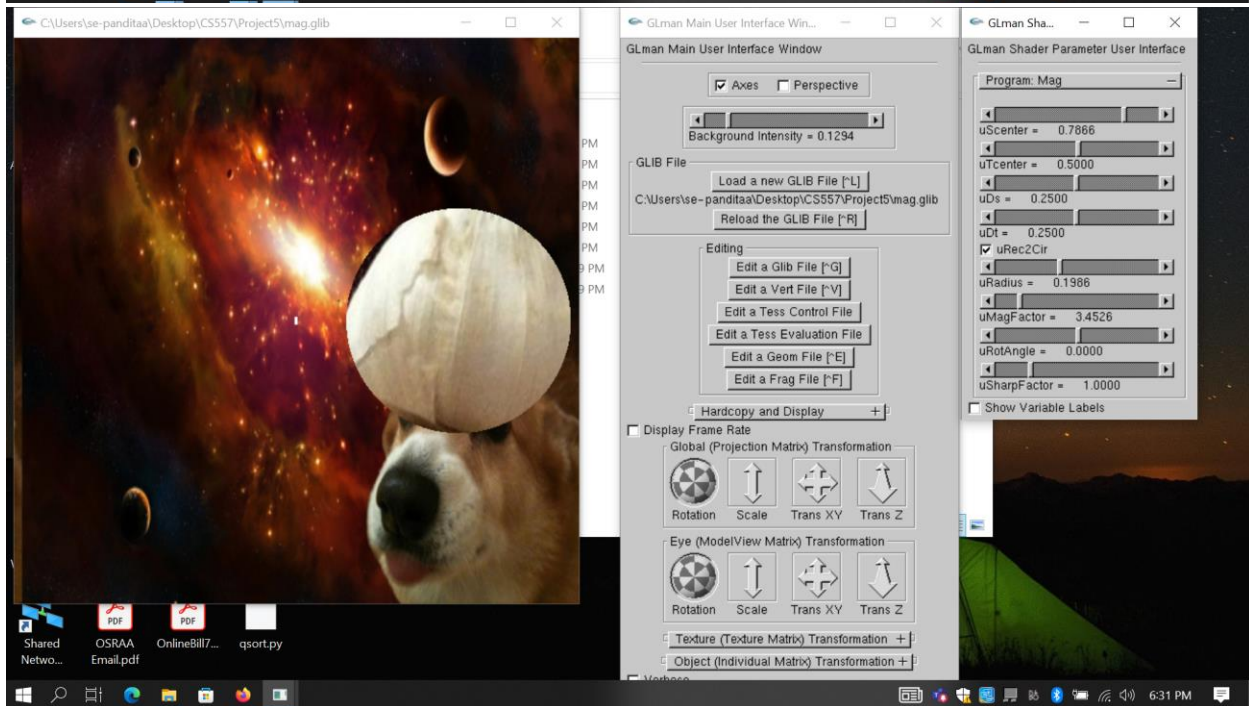 C:\Users\se-panditaa\Desktop\CS557\Project5\mag.glib
PM
PM
PM
PM
PM
PM
9 PM
9 PM
Shared
Netwo...
PDF
OSRAA
Email.pdf
PDF
OnlineBill7...
qsort.py
GLman Main User Interface Win...
GLman Main User Interface Window
Axes Perspective
Background Intensity = 0.1294
GLIB File
Load a new GLIB File [^L]
C:\Users\se-panditaa\Desktop\CS557\Project5\mag.glib
Reload the GLIB File [^R]
Editing
Edit a Glib File [^G]
Edit a Vert File [^V]
Edit a Tess Control File
Edit a Tess Evaluation File
Edit a Geom File [^E]
Edit a Frag File [^F]
Hardcopy and Display +
Display Frame Rate
Global (Projection Matrix) Transformation
Rotation Scale Trans XY Trans Z
Eye (ModelView Matrix) Transformation
Rotation Scale Trans XY Trans Z
Texture (Texture Matrix) Transformation +
Object (Individual Matrix) Transformation +
Verbose
GLman Sha...
GLman Shader Parameter User Interface
Program: Mag
uScenter = 0.7866
uTcenter = 0.5000
uDs = 0.2500
uDt = 0.2500
uRec2Cir
uRadius = 0.1986
uMagFactor = 3.4526
uRotAngle = 0.0000
uSharpFactor = 1.0000
Show Variable Labels
6:31 PM